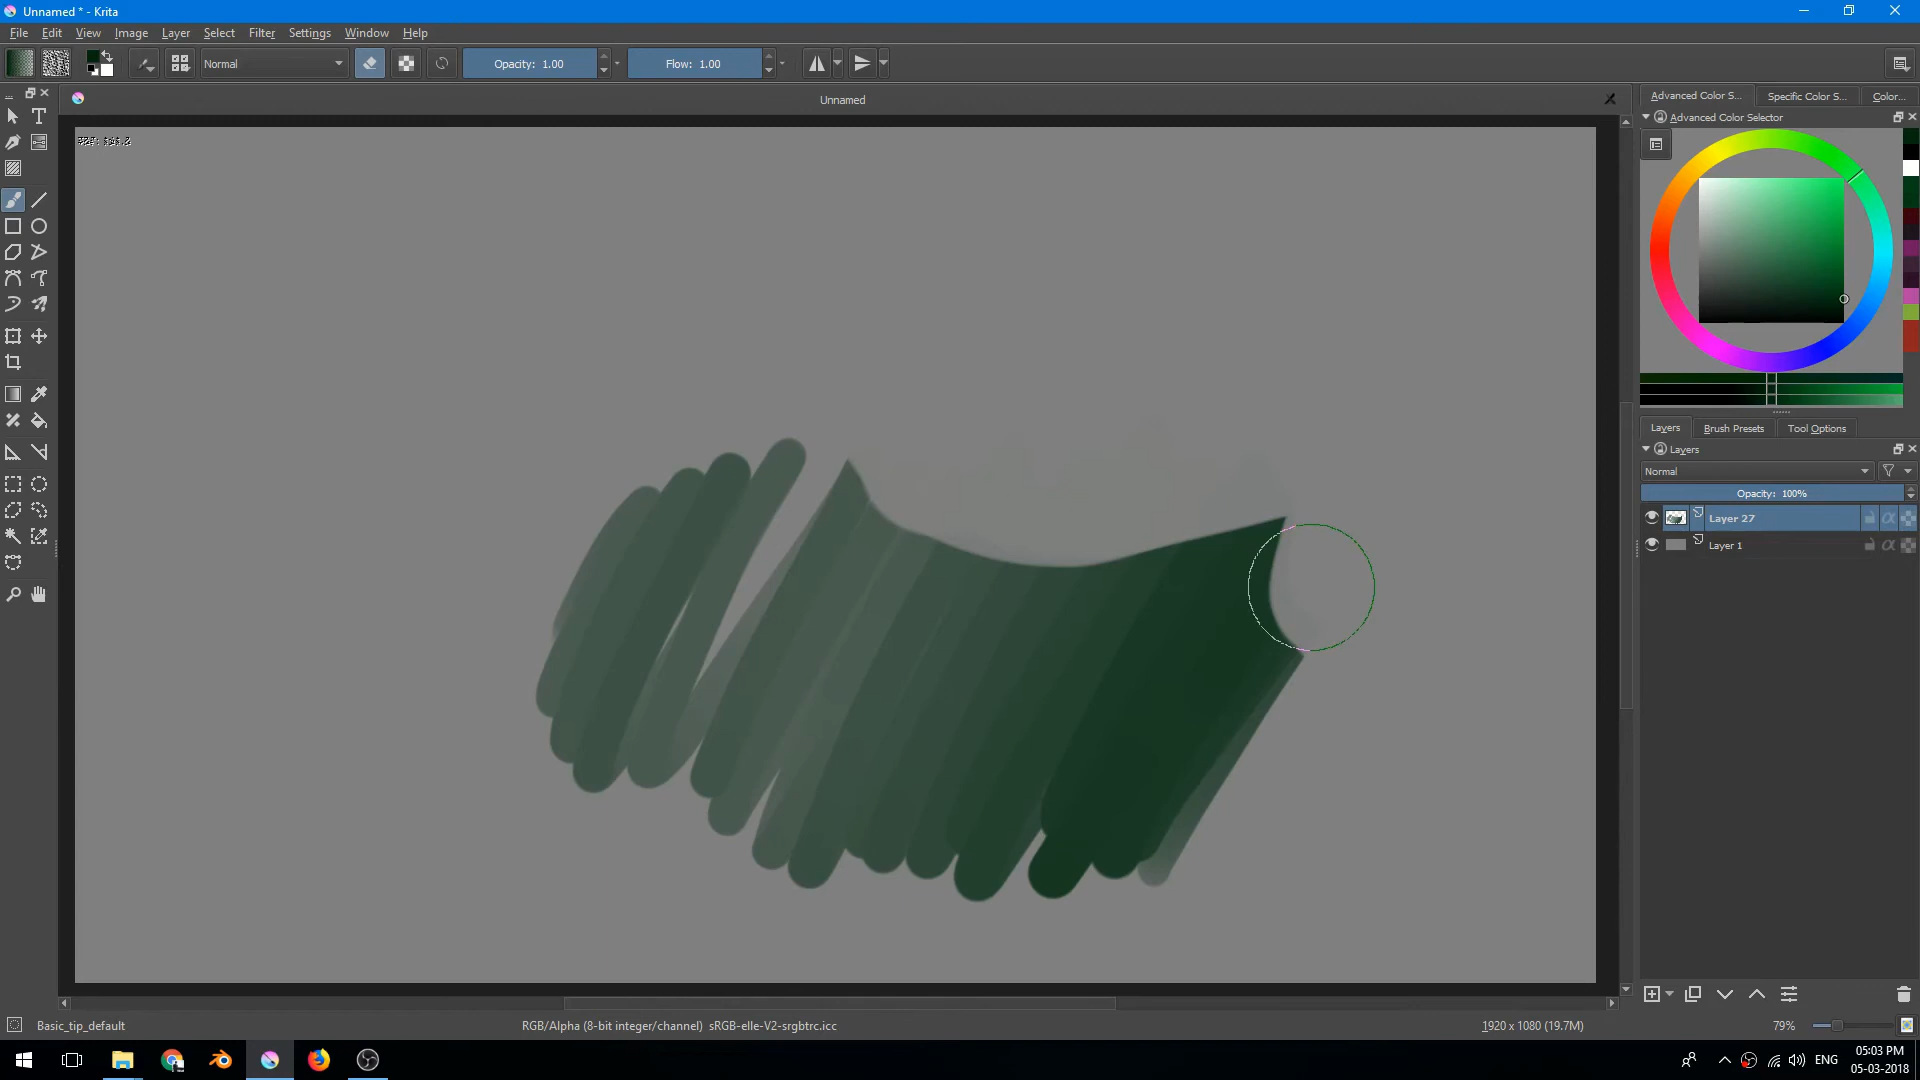 Unnamed * - Krita
File Edit View Image Layer Select Filter Settings Window Help
Normal
Opacity: 1.00
Flow: 1.00
Unnamed
Advanced Color S... Specific Color S... Color...
Advanced Color Selector
Layers Brush Presets Tool Options
Layers
Normal
Opacity: 100%
Layer 27
Layer 1
Basic_tip_default
RGB/Alpha (8-bit integer/channel) sRGB-elle-V2-srgbtrc.icc
1920 x 1080 (19.7M)
79%
ENG
05:03 PM
05-03-2018